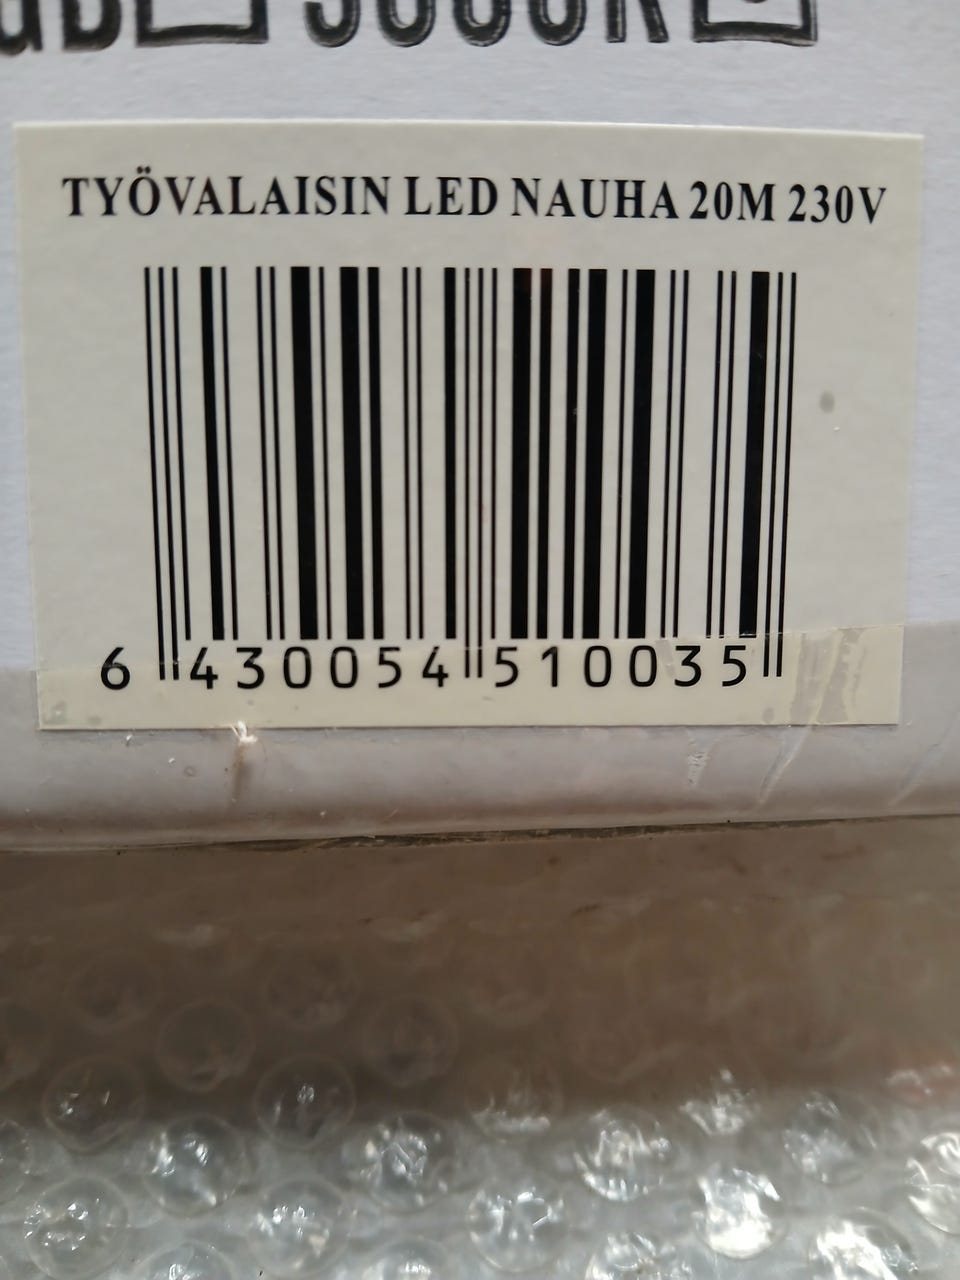 TYÖVALAISIN LED NAUHA 20M 230V
6 430054 510035